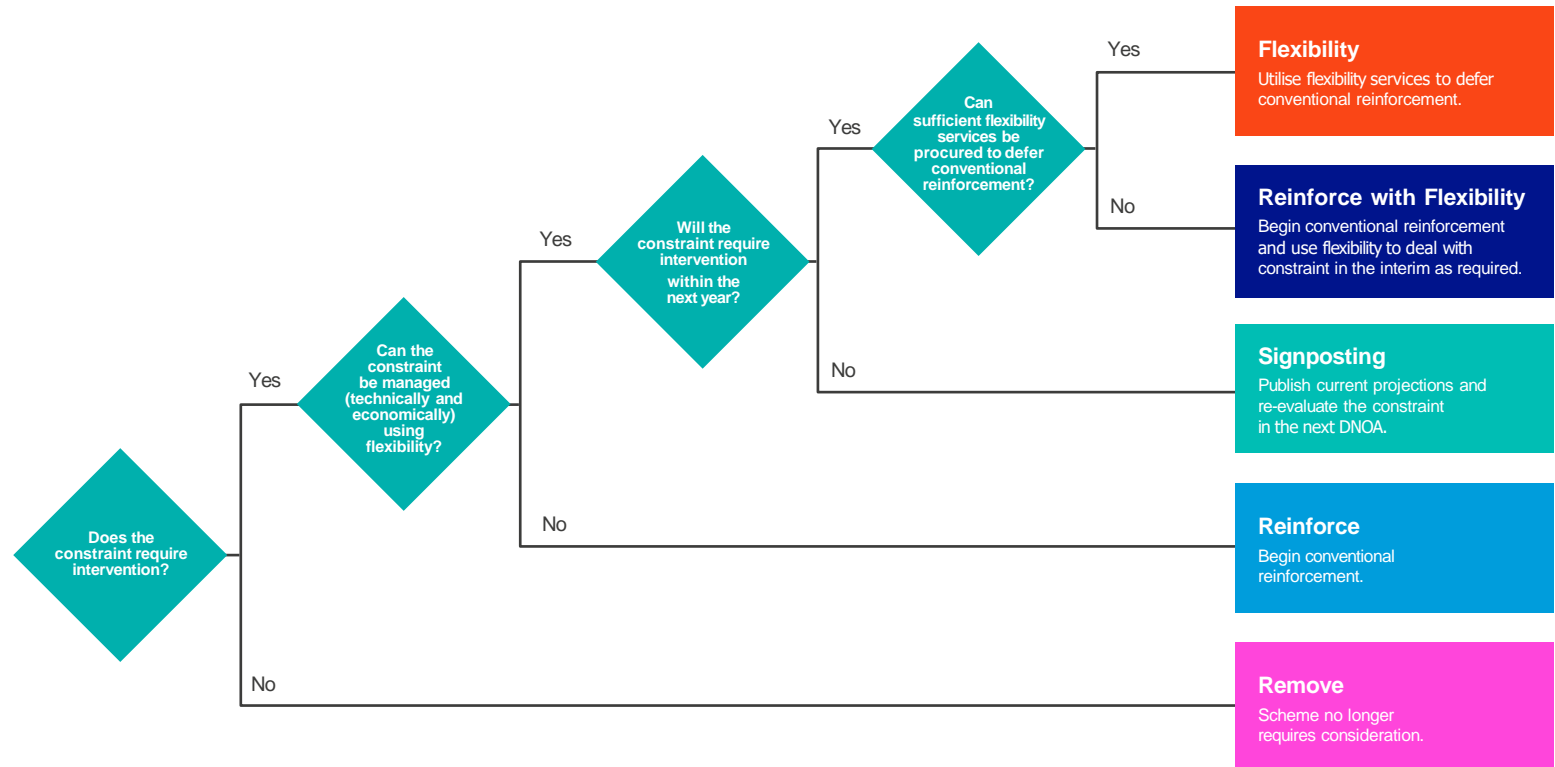 Does the
constraint require
intervention?
Yes
No
Can the
constraint
be managed
(technically and
economically)
using
flexibility?
Yes
No
Will the
constraint require
intervention
within the
next year?
Yes
No
Can
sufficient flexibility
services be
procured to defer
conventional
reinforcement?
Yes
No
Flexibility
Utilise flexibility services to defer
conventional reinforcement.
Reinforce with Flexibility
Begin conventional reinforcement
and use flexibility to deal with
constraint in the interim as required.
Signposting
Publish current projections and
re-evaluate the constraint
in the next DNOA.
Reinforce
Begin conventional
reinforcement.
Remove
Scheme no longer
requires consideration.